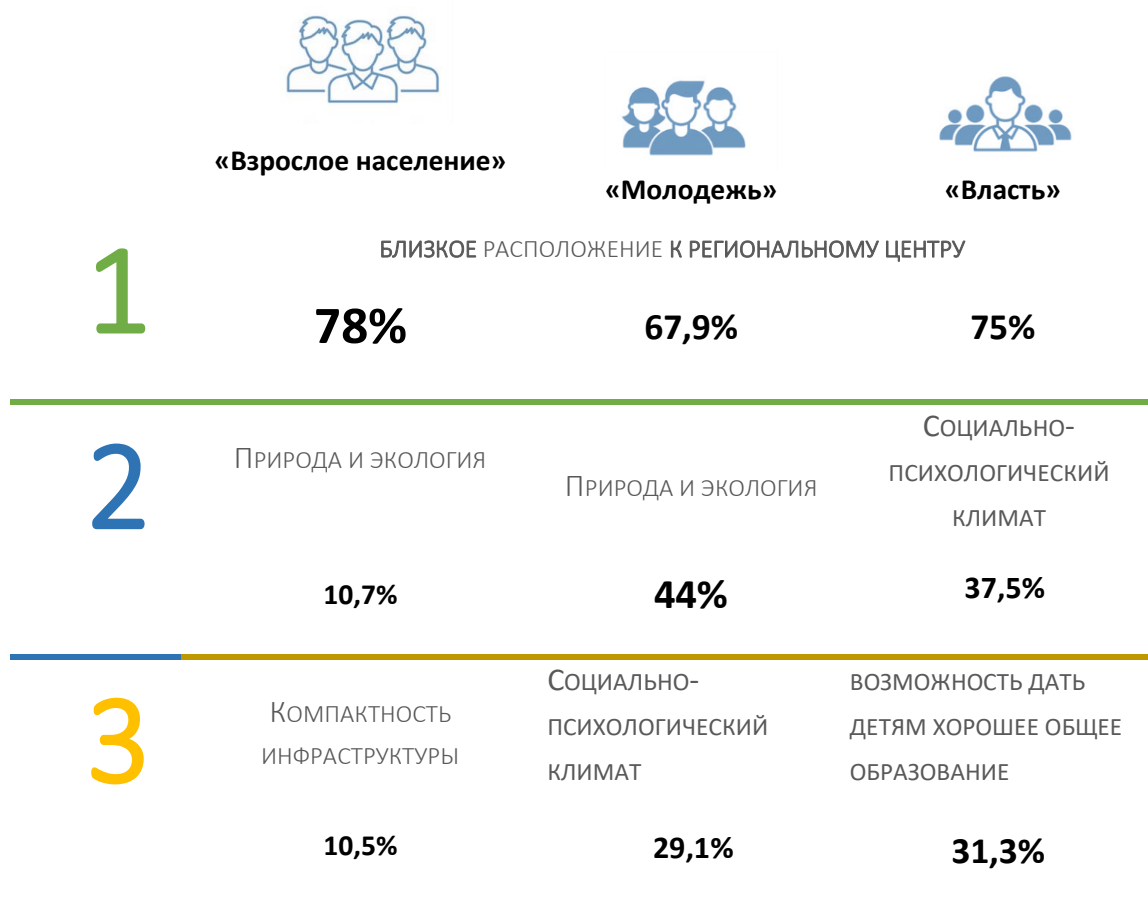 «Взрослое население»
«Молодежь»
«Власть»
1
БЛИЗКОЕ РАСПОЛОЖЕНИЕ К РЕГИОНАЛЬНОМУ ЦЕНТРУ
78%
67,9%
75%
2
ПРИРОДА И ЭКОЛОГИЯ
10,7%
ПРИРОДА И ЭКОЛОГИЯ
44%
СОЦИАЛЬНО-
ПСИХОЛОГИЧЕСКИЙ
КЛИМАТ
37,5%
3
КОМПАКТНОСТЬ
ИНФРАСТРУКТУРЫ
10,5%
СОЦИАЛЬНО-
ПСИХОЛОГИЧЕСКИЙ
КЛИМАТ
29,1%
ВОЗМОЖНОСТЬ ДАТЬ
ДЕТЯМ ХОРОШЕЕ ОБЩЕЕ
ОБРАЗОВАНИЕ
31,3%